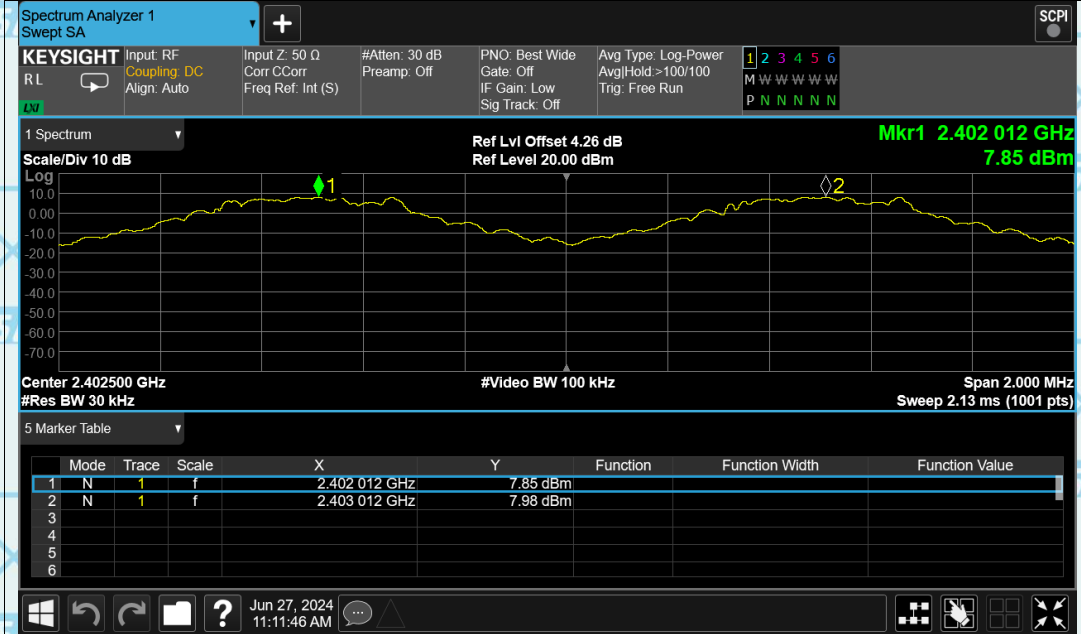 Spectrum Analyzer 1
Swept SA
+
SCPI
KEYSIGHT
R L
LXI
Input: RF
Coupling: DC
Align: Auto
Input Z: 50 Ω
Corr CCorr
Freq Ref: Int (S)
#Atten: 30 dB
Preamp: Off
PNO: Best Wide
Gate: Off
IF Gain: Low
Sig Track: Off
Avg Type: Log-Power
Avg|Hold:>100/100
Trig: Free Run
1 2 3 4 5 6
M W W W W W
P N N N N N
1 Spectrum
Scale/Div 10 dB
Ref Lvl Offset 4.26 dB
Ref Level 20.00 dBm
Mkr1 2.402 012 GHz
7.85 dBm
Log
10.0
0.00
-10.0
-20.0
-30.0
-40.0
-50.0
-60.0
-70.0
1
2
Center 2.402500 GHz
#Video BW 100 kHz
Span 2.000 MHz
#Res BW 30 kHz
Sweep 2.13 ms (1001 pts)
5 Marker Table
Mode Trace Scale X Y Function Function Width Function Value
1 N 1 f 2.402 012 GHz 7.85 dBm
2 N 1 f 2.403 012 GHz 7.98 dBm
3
4
5
6
?
Jun 27, 2024
11:11:46 AM